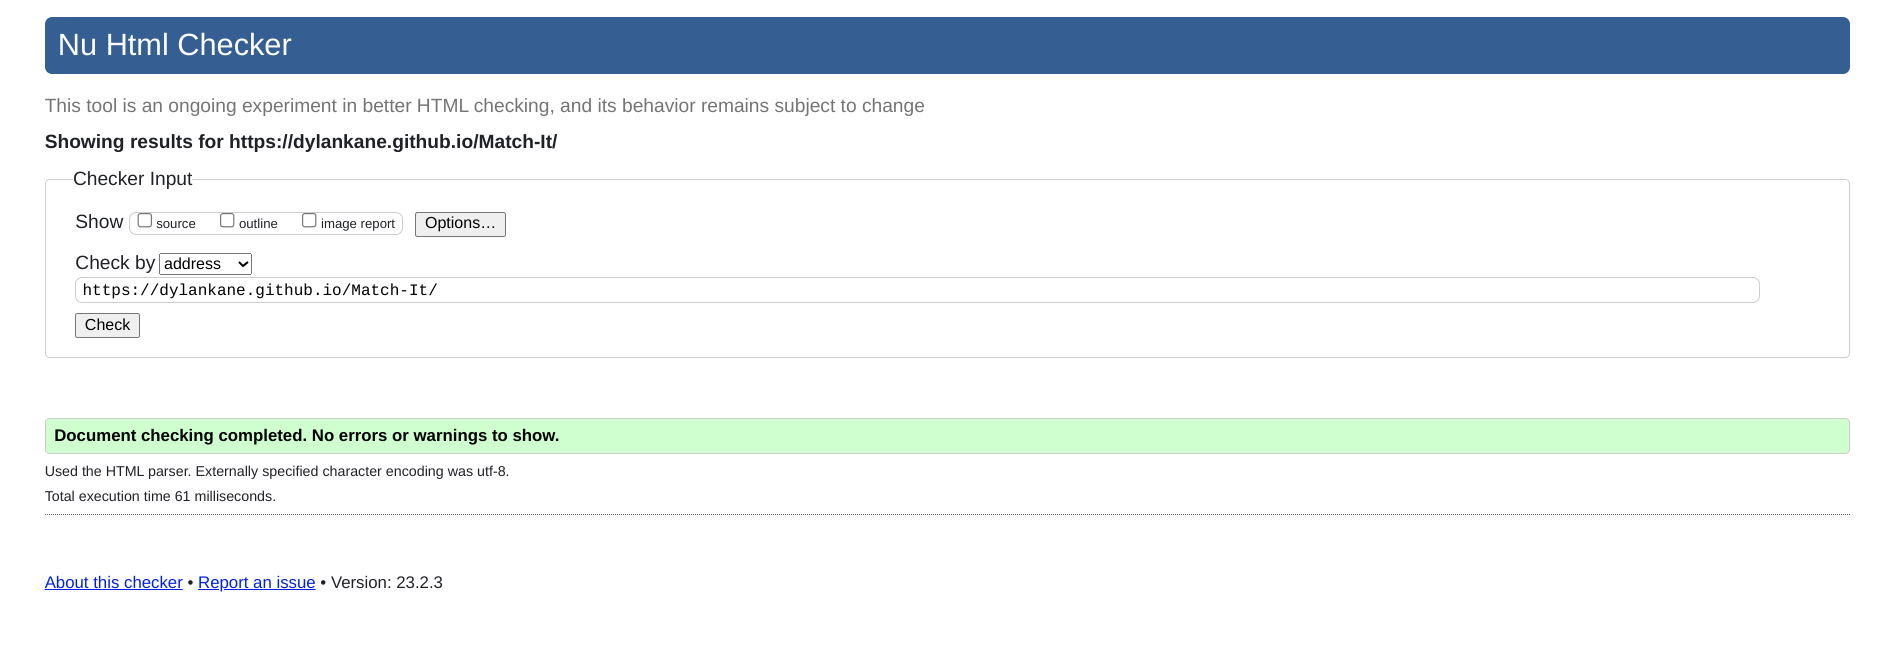 Nu Html Checker
This tool is an ongoing experiment in better HTML checking, and its behavior remains subject to change
Showing results for https://dylankane.github.io/Match-It/
Checker Input
Show source outline image report Options…
Check by address
https://dylankane.github.io/Match-It/
Check
Document checking completed. No errors or warnings to show.
Used the HTML parser. Externally specified character encoding was utf-8.
Total execution time 61 milliseconds.
About this checker • Report an issue • Version: 23.2.3